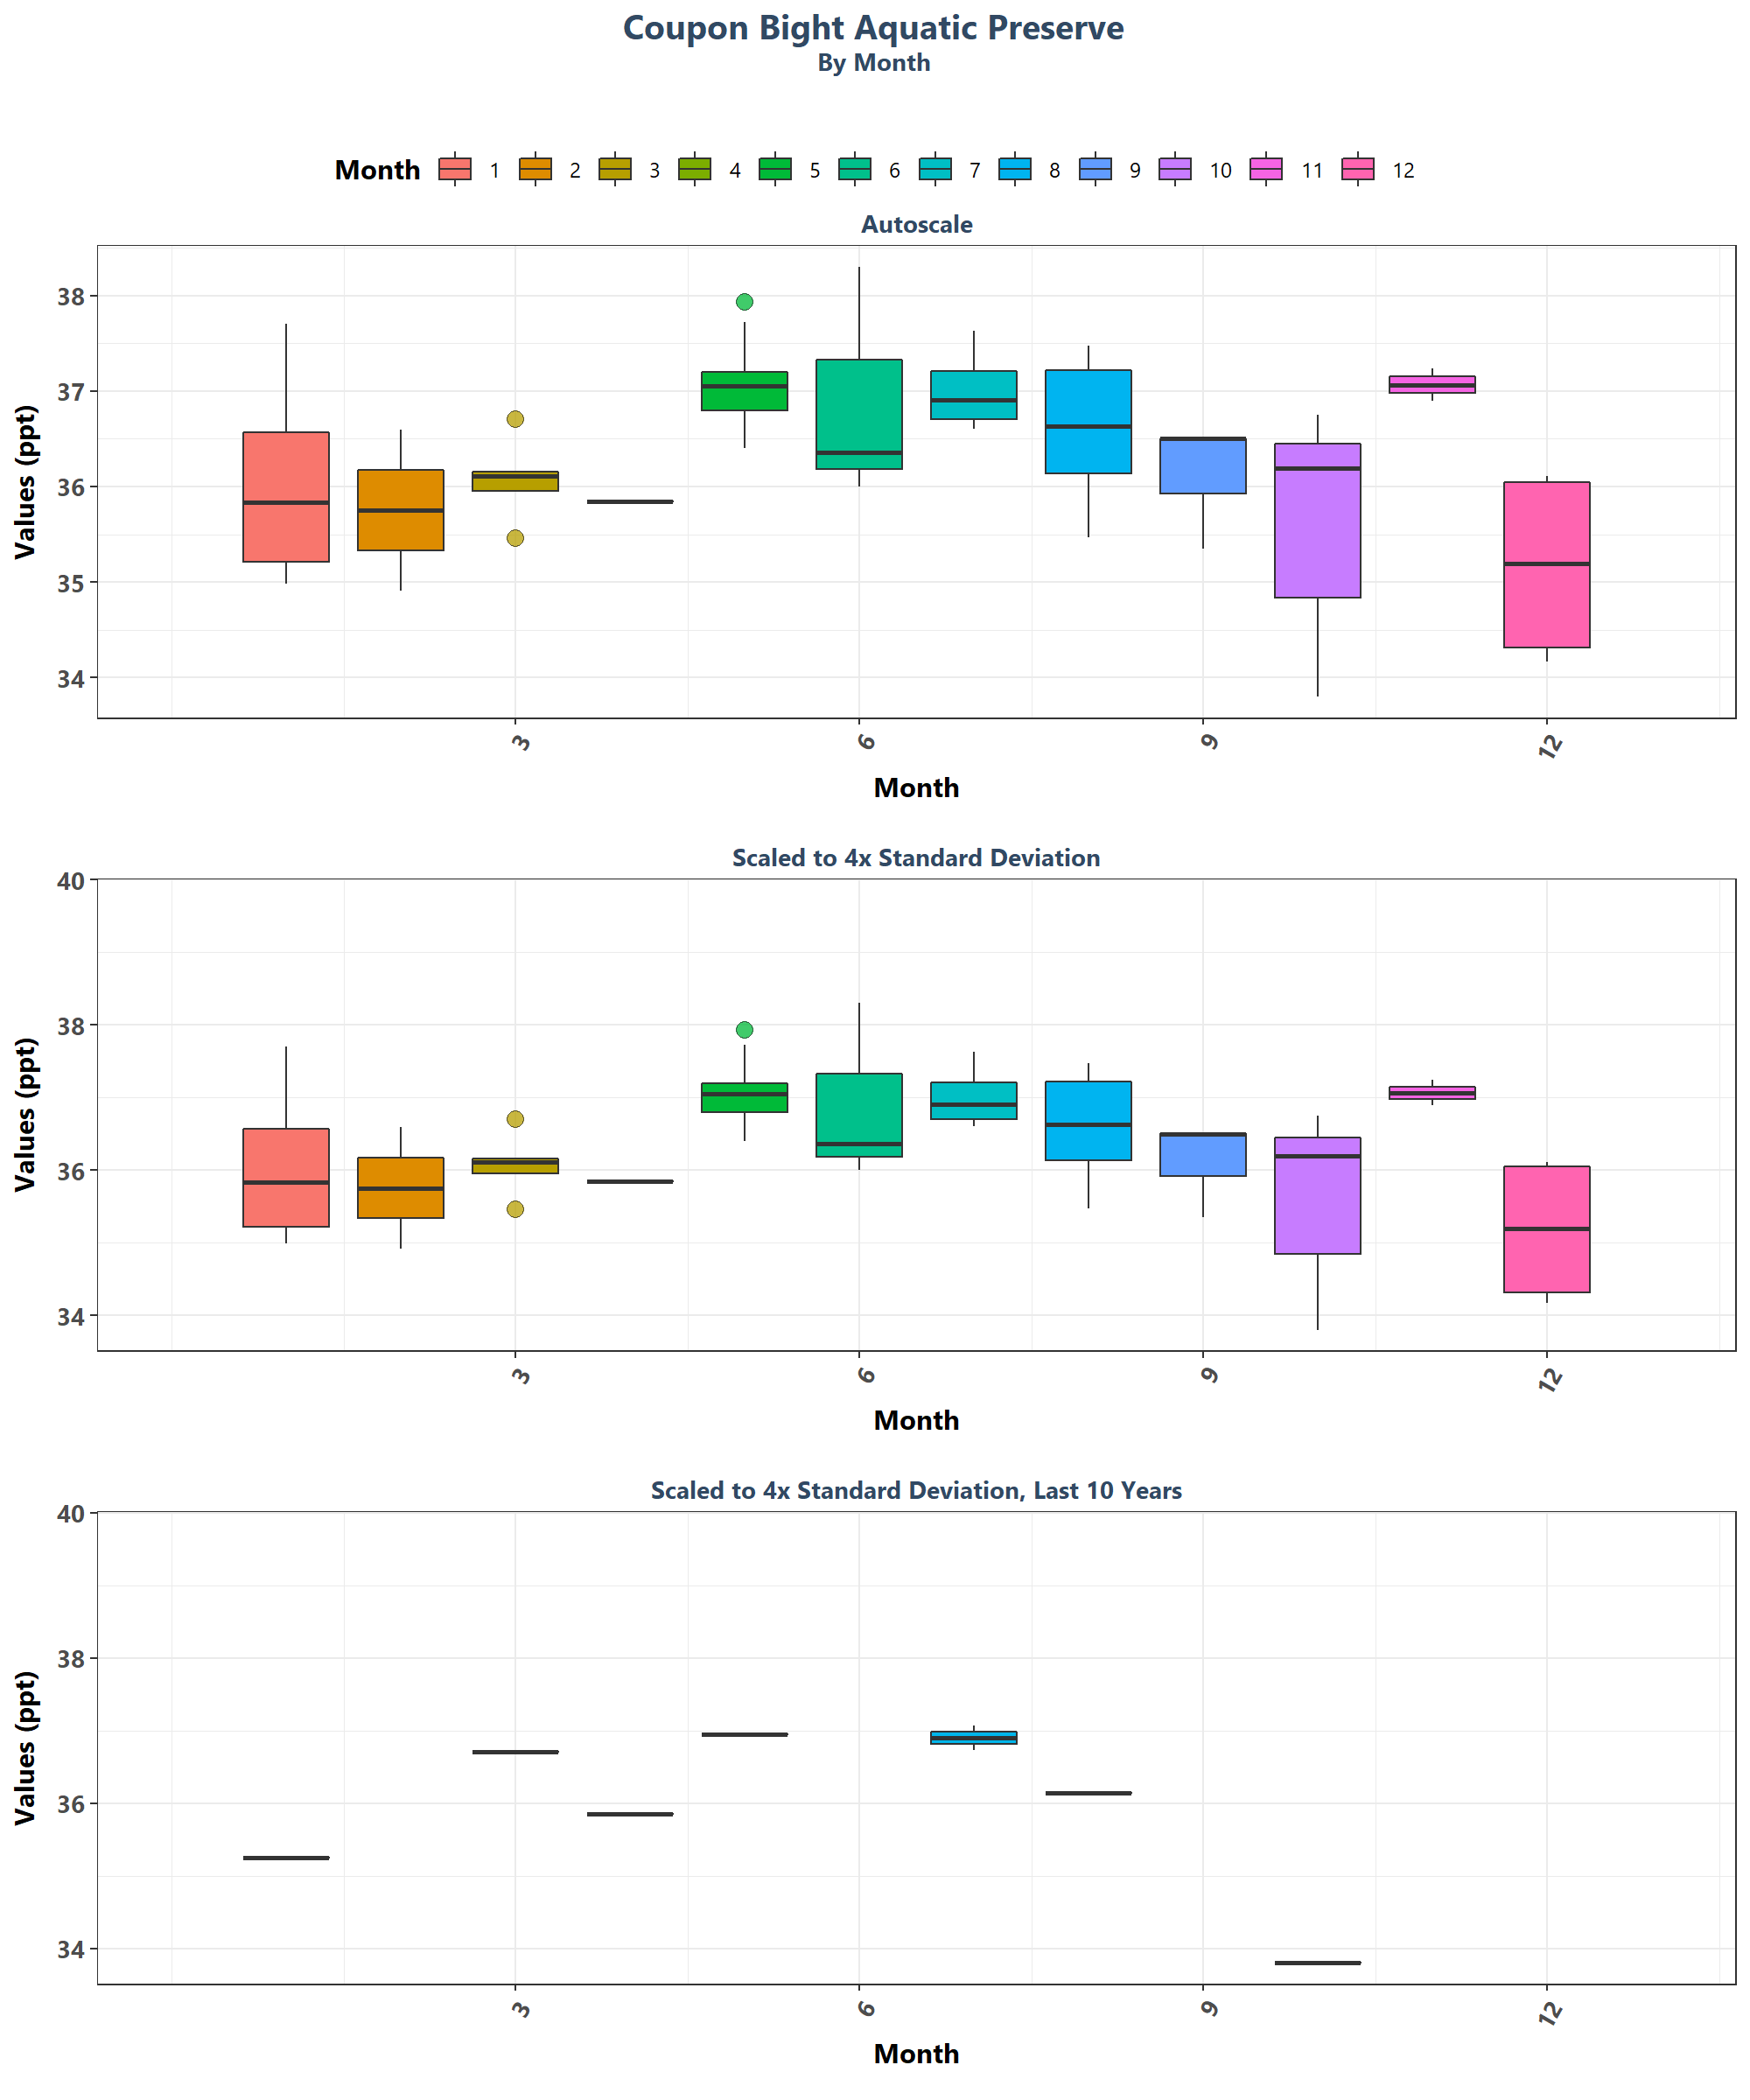 Coupon Bight Aquatic Preserve
By Month
Month 1 2 3 4 5 6 7 8 9 10 11 12
Autoscale
Values (ppt)
38
37
36
35
34
3 6 9 12
Month
Scaled to 4x Standard Deviation
Values (ppt)
40
38
36
34
3 6 9 12
Month
Scaled to 4x Standard Deviation, Last 10 Years
Values (ppt)
40
38
36
34
3 6 9 12
Month